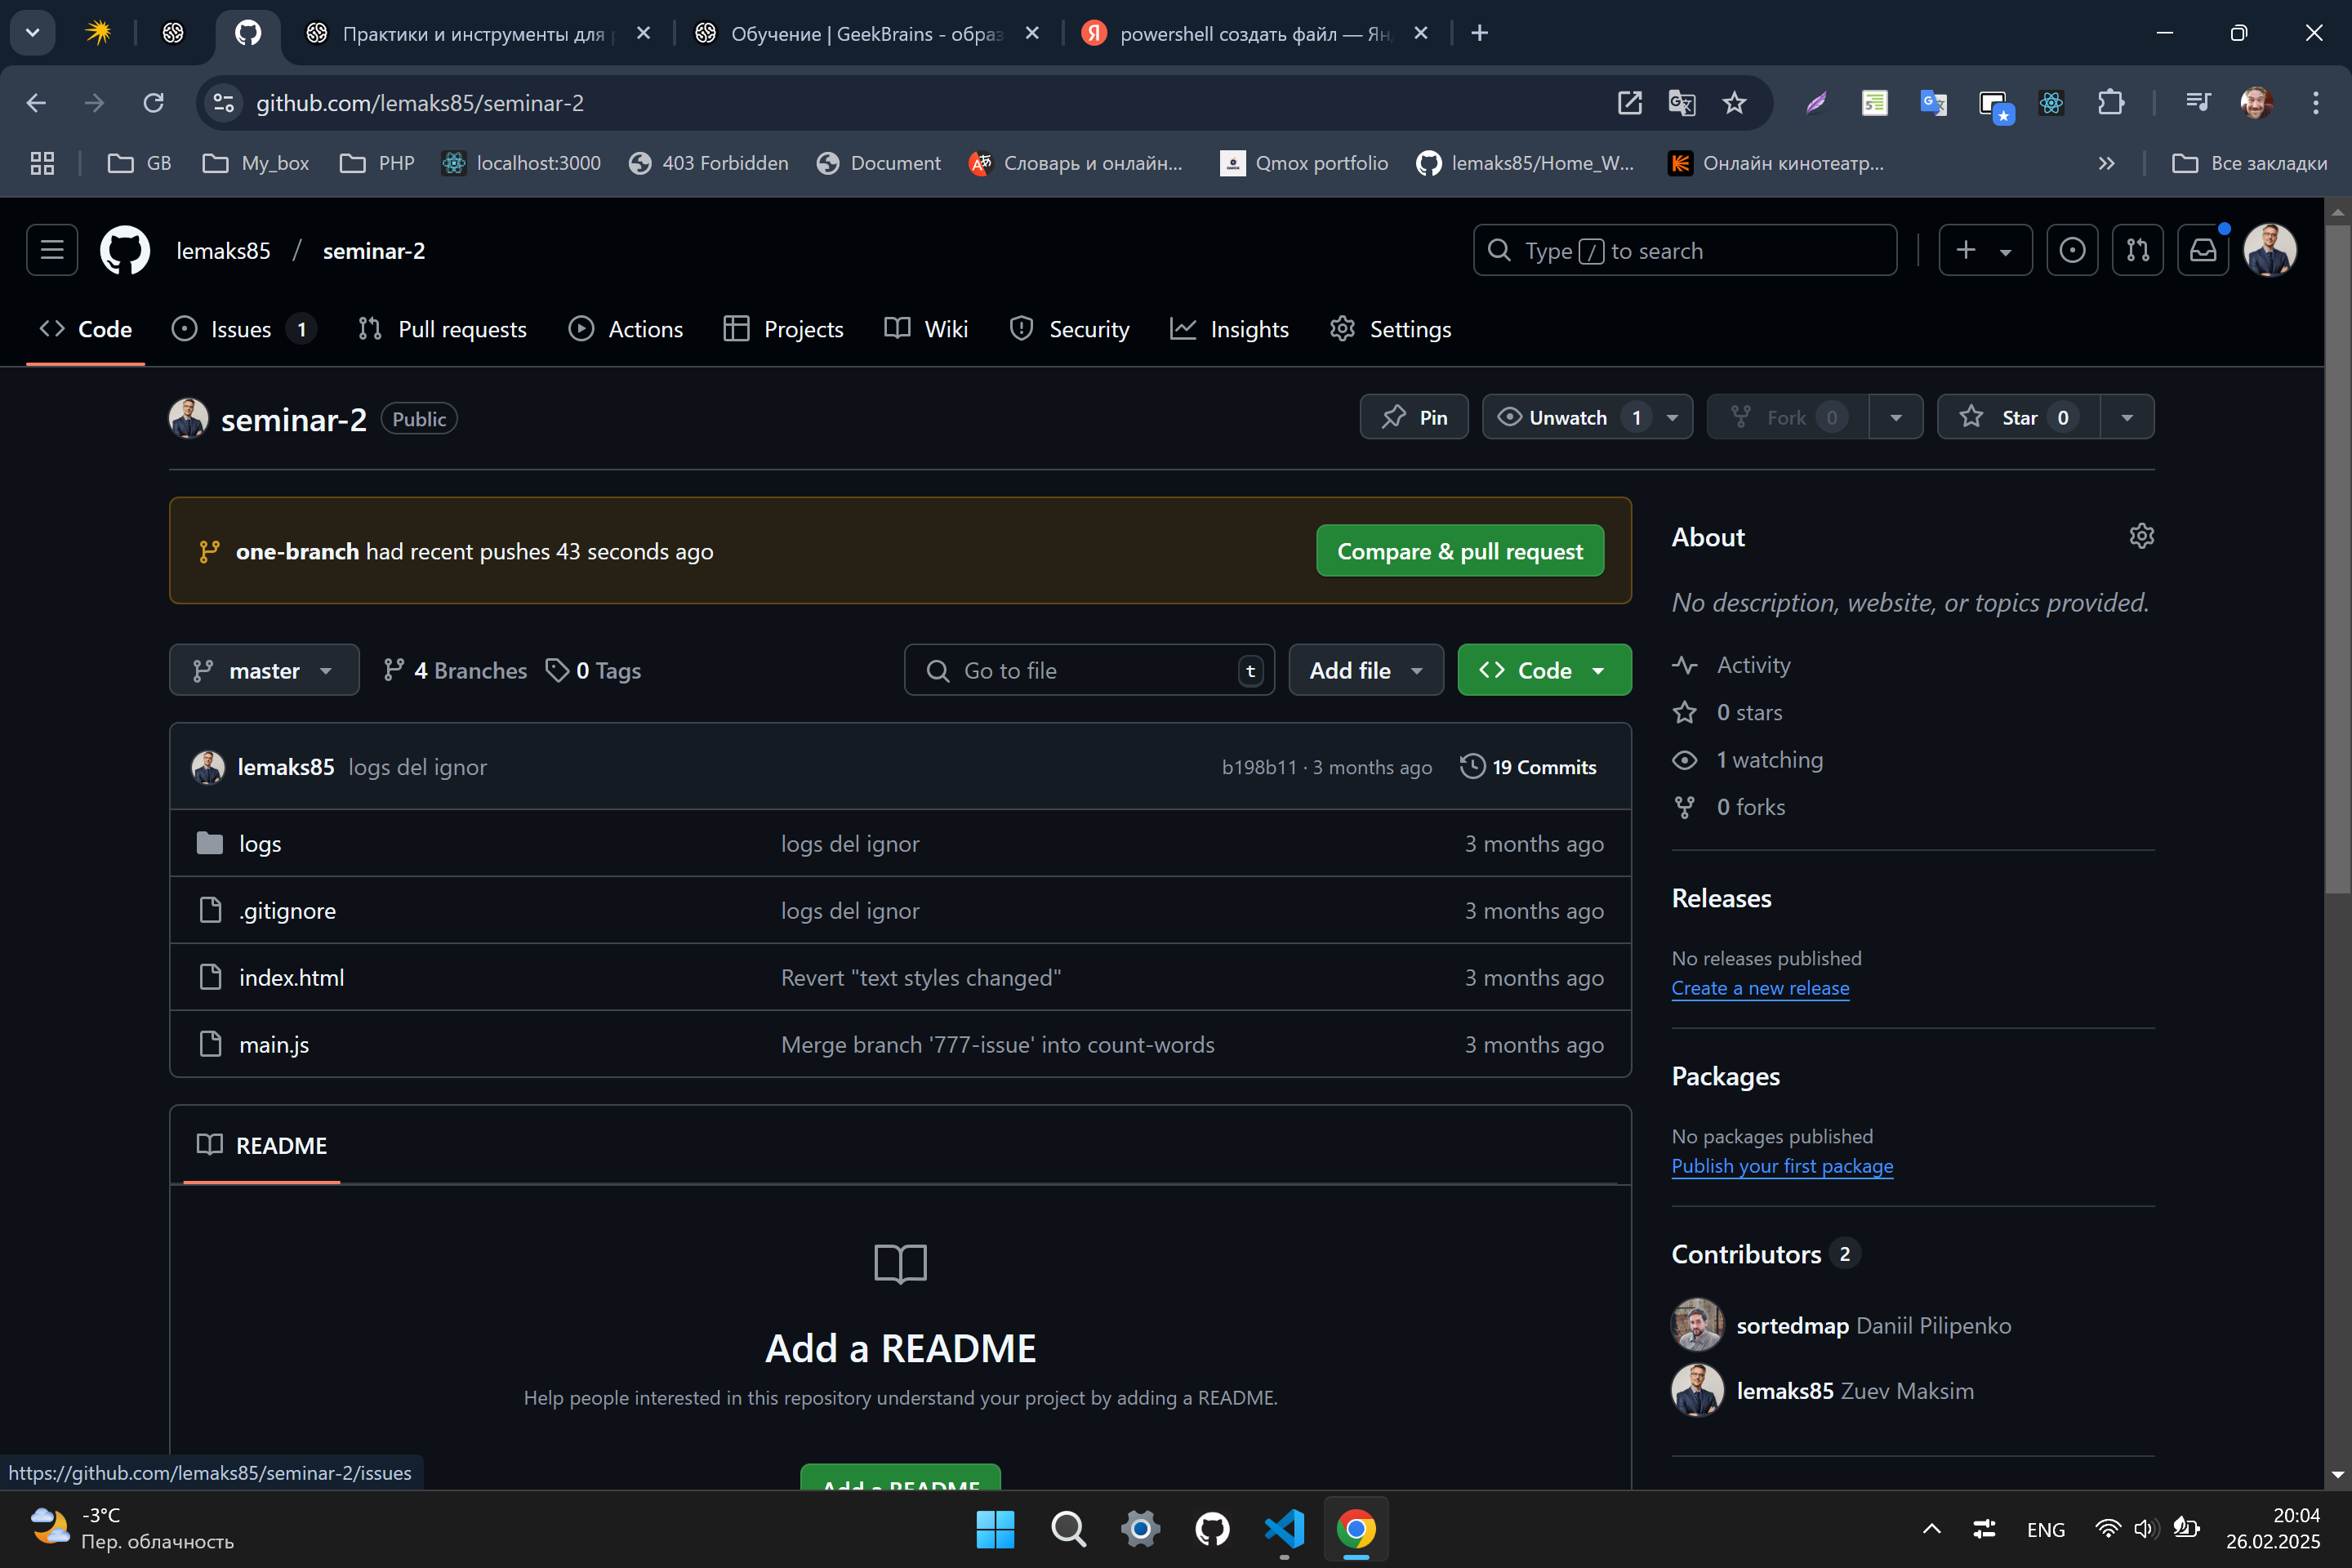 Практики и инструменты для
Обучение | GeekBrains - образ
powershell создать файл — Ян
github.com/lemaks85/seminar-2
GB
My_box
PHP
localhost:3000
403 Forbidden
Document
Словарь и онлайн...
Qmox portfolio
lemaks85/Home_W...
Онлайн кинотеатр...
Все закладки
lemaks85 / seminar-2
Type / to search
Code
Issues 1
Pull requests
Actions
Projects
Wiki
Security
Insights
Settings
seminar-2 Public
Pin
Unwatch 1
Fork 0
Star 0
one-branch had recent pushes 43 seconds ago
Compare & pull request
master
4 Branches
0 Tags
Go to file t
Add file
Code
lemaks85 logs del ignor b198b11 · 3 months ago 19 Commits
logs logs del ignor 3 months ago
.gitignore logs del ignor 3 months ago
index.html Revert "text styles changed" 3 months ago
main.js Merge branch '777-issue' into count-words 3 months ago
README
Add a README
Help people interested in this repository understand your project by adding a README.
Add a README
About
No description, website, or topics provided.
Activity
0 stars
1 watching
0 forks
Releases
No releases published
Create a new release
Packages
No packages published
Publish your first package
Contributors 2
sortedmap Daniil Pilipenko
lemaks85 Zuev Maksim
https://github.com/lemaks85/seminar-2/issues
-3°C
Пер. облачность
ENG
20:04
26.02.2025